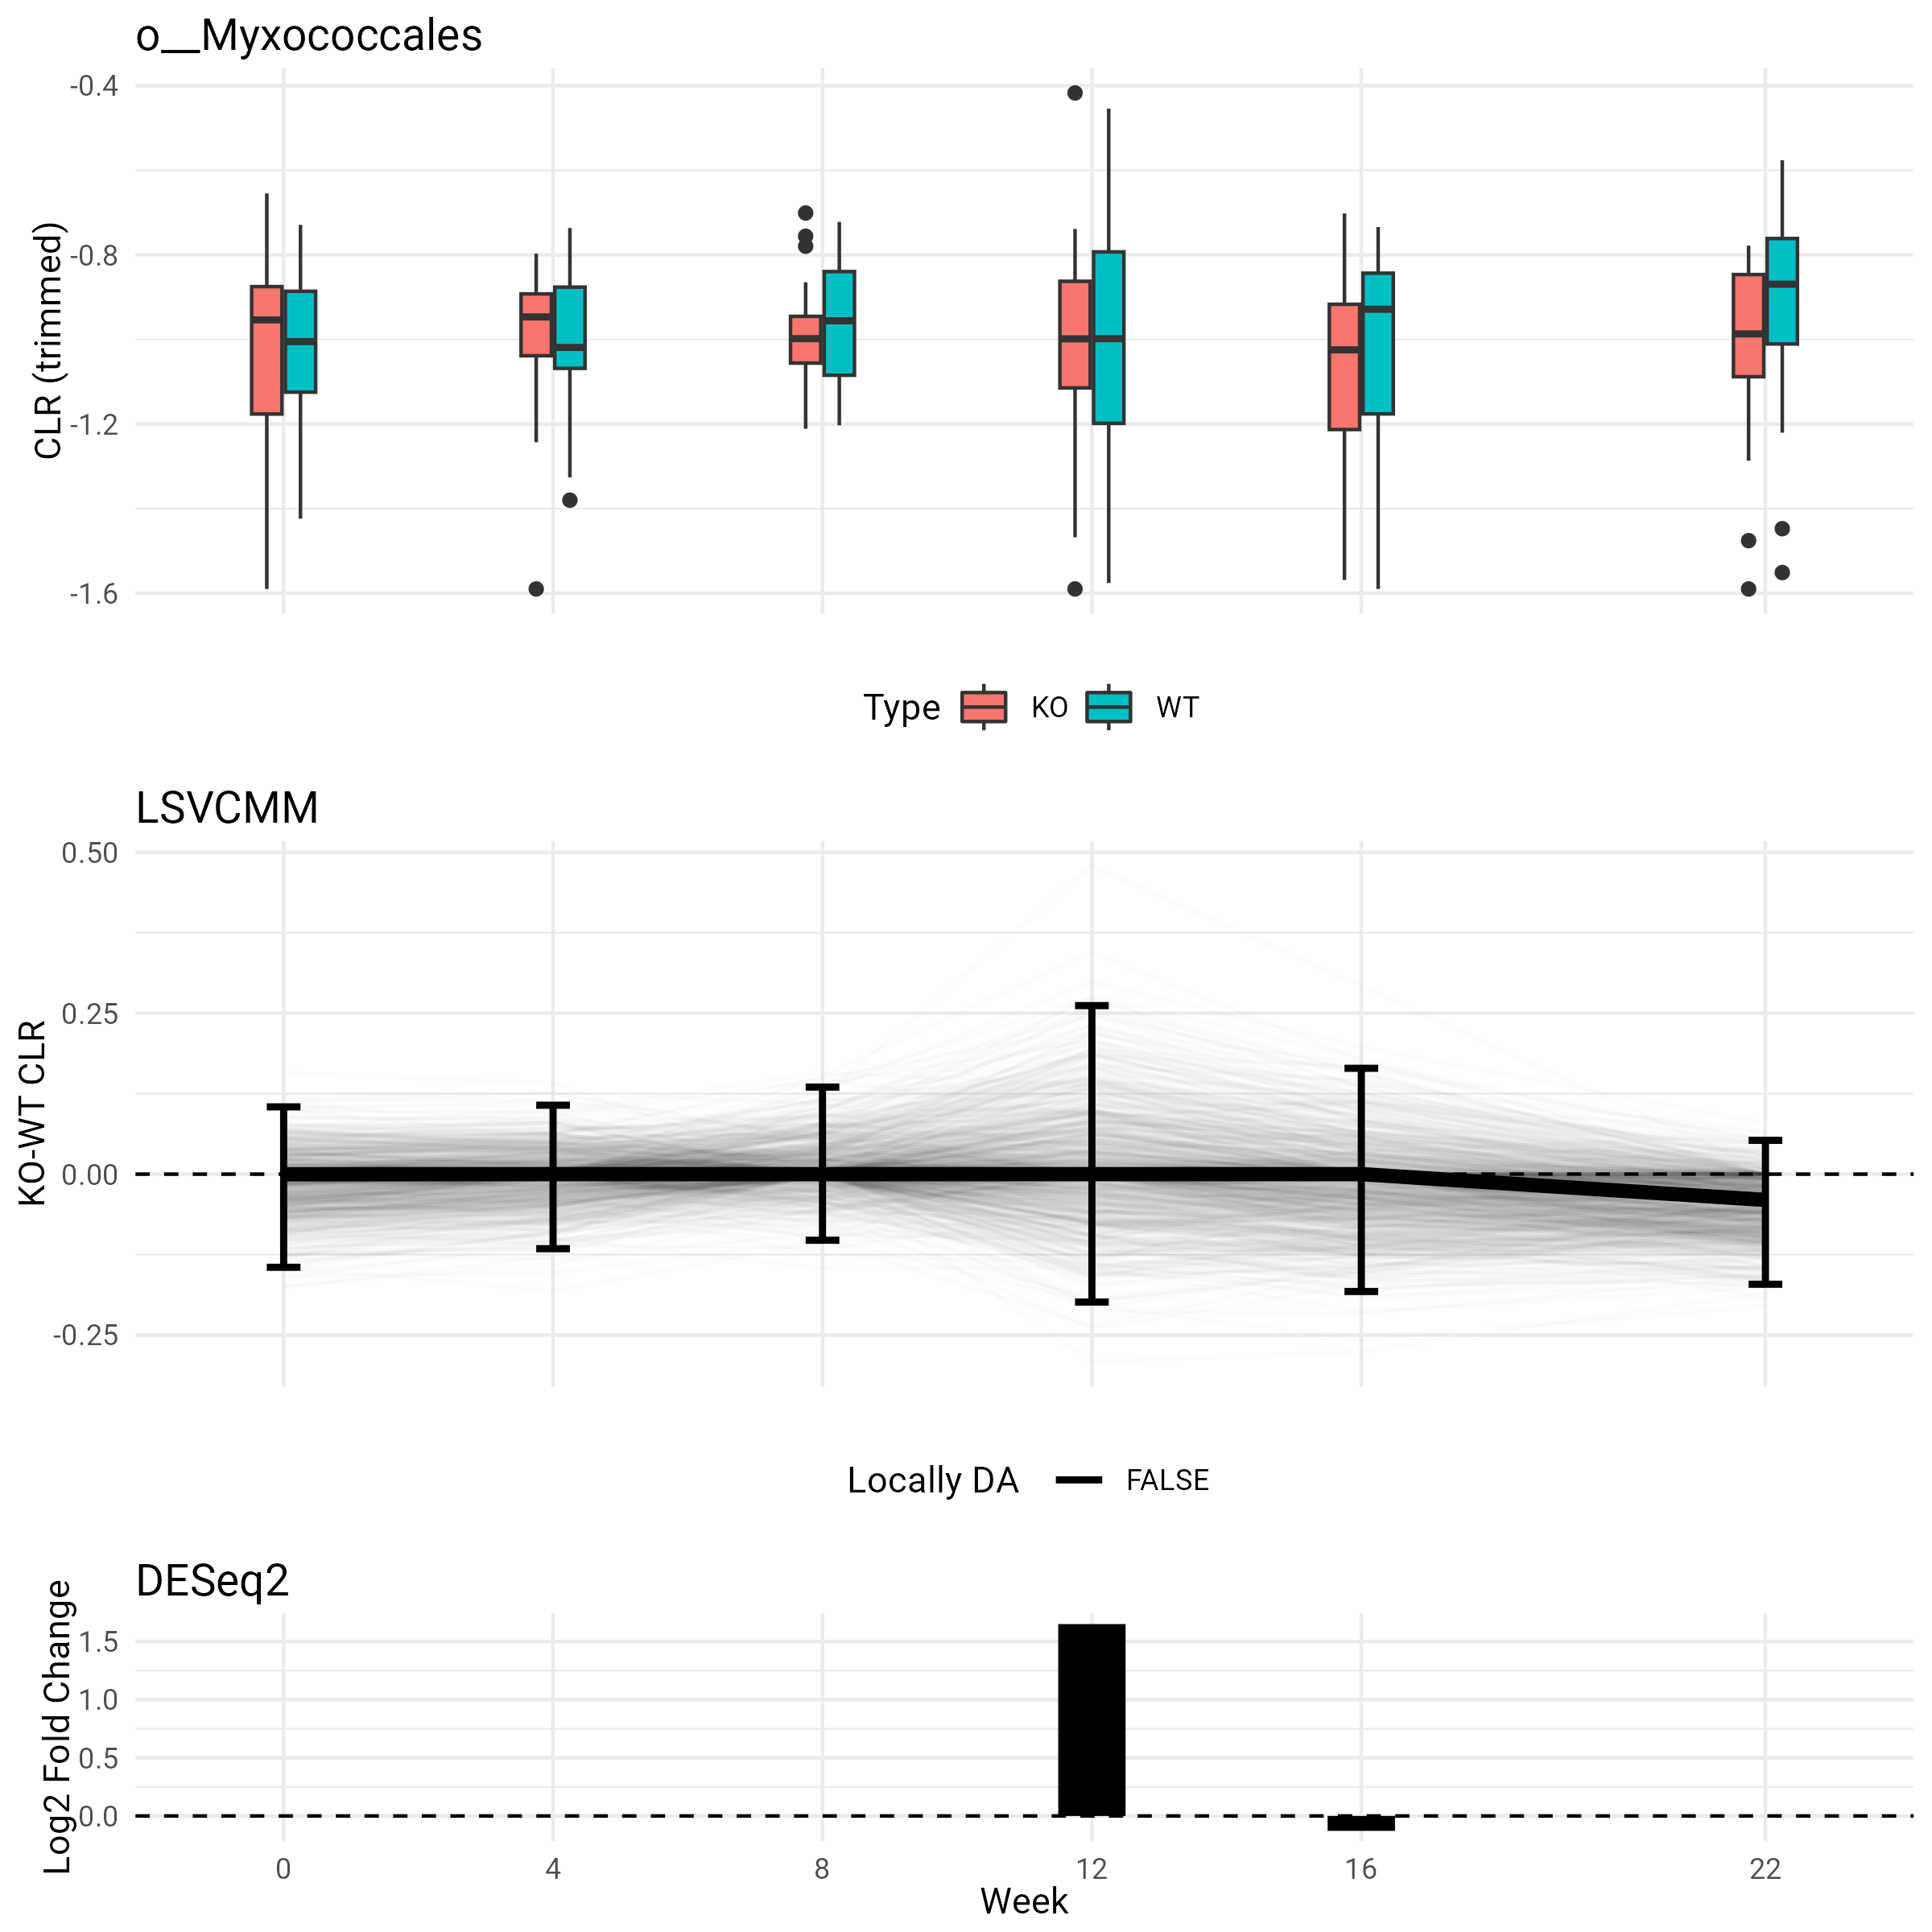 o__Myxococcales
CLR (trimmed)
-0.4
-0.8
-1.2
-1.6
Type KO WT
LSVCMM
KO-WT CLR
0.50
0.25
0.00
-0.25
Locally DA FALSE
DESeq2
Log2 Fold Change
1.5
1.0
0.5
0.0
0 4 8 12 16 22
Week